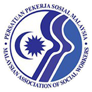 PERSATUAN PEKERJA SOSIAL MALAYSIA
MALAYSIAN ASSOCIATION OF SOCIAL WORKERS